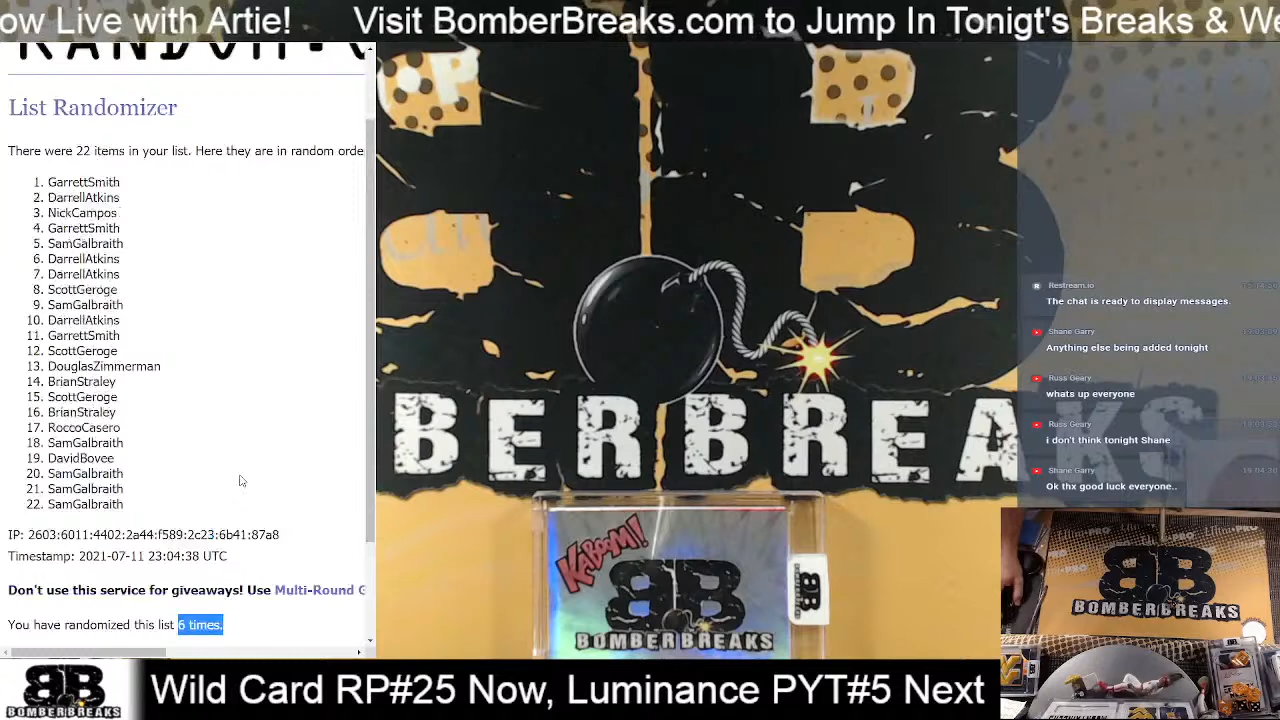 ow Live with Artie! Visit BomberBreaks.com to Jump In Tonigt's Breaks & We
List Randomizer
There were 22 items in your list. Here they are in random orde
1. GarrettSmith
2. DarrellAtkins
3. NickCampos
4. GarrettSmith
5. SamGalbraith
6. DarrellAtkins
7. DarrellAtkins
8. ScottGeroge
9. SamGalbraith
10. DarrellAtkins
11. GarrettSmith
12. ScottGeroge
13. DouglasZimmerman
14. BrianStraley
15. ScottGeroge
16. BrianStraley
17. RoccoCasero
18. SamGalbraith
19. DavidBovee
20. SamGalbraith
21. SamGalbraith
22. SamGalbraith
IP: 2603:6011:4402:2a44:f589:2c23:6b41:87a8
Timestamp: 2021-07-11 23:04:38 UTC
Don't use this service for giveaways! Use Multi-Round G
You have randomized this list 6 times.
BERBREA
KABOOM!!
BB
BOMBERBREAKS
Restream.io
The chat is ready to display messages.
Shane Garry
Anything else being added tonight
Russ Geary
whats up everyone
Russ Geary
i don't think tonight Shane
Shane Garry
Ok thx good luck everyone..
BB
BOMBERBREAKS
BB
BOMBERBREAKS
Wild Card RP#25 Now, Luminance PYT#5 Next